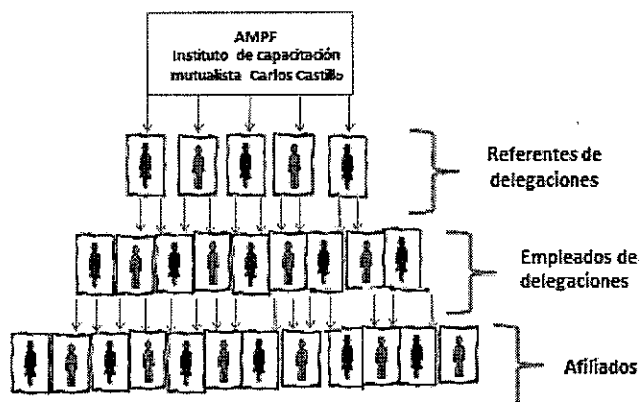 AMPF
Instituto de capacitación
mutualista Carlos Castillo
Referentes de
delegaciones
Empleados de
delegaciones
Afiliados